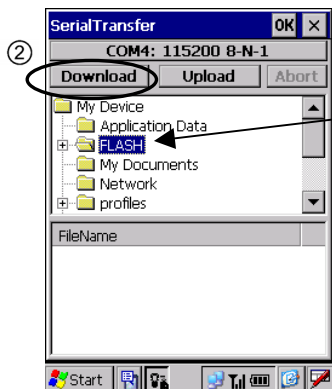 SerialTransfer OK ×
②
COM4: 115200 8-N-1
Download Upload Abort
My Device
Application Data
FLASH
My Documents
Network
profiles
FileName
Start